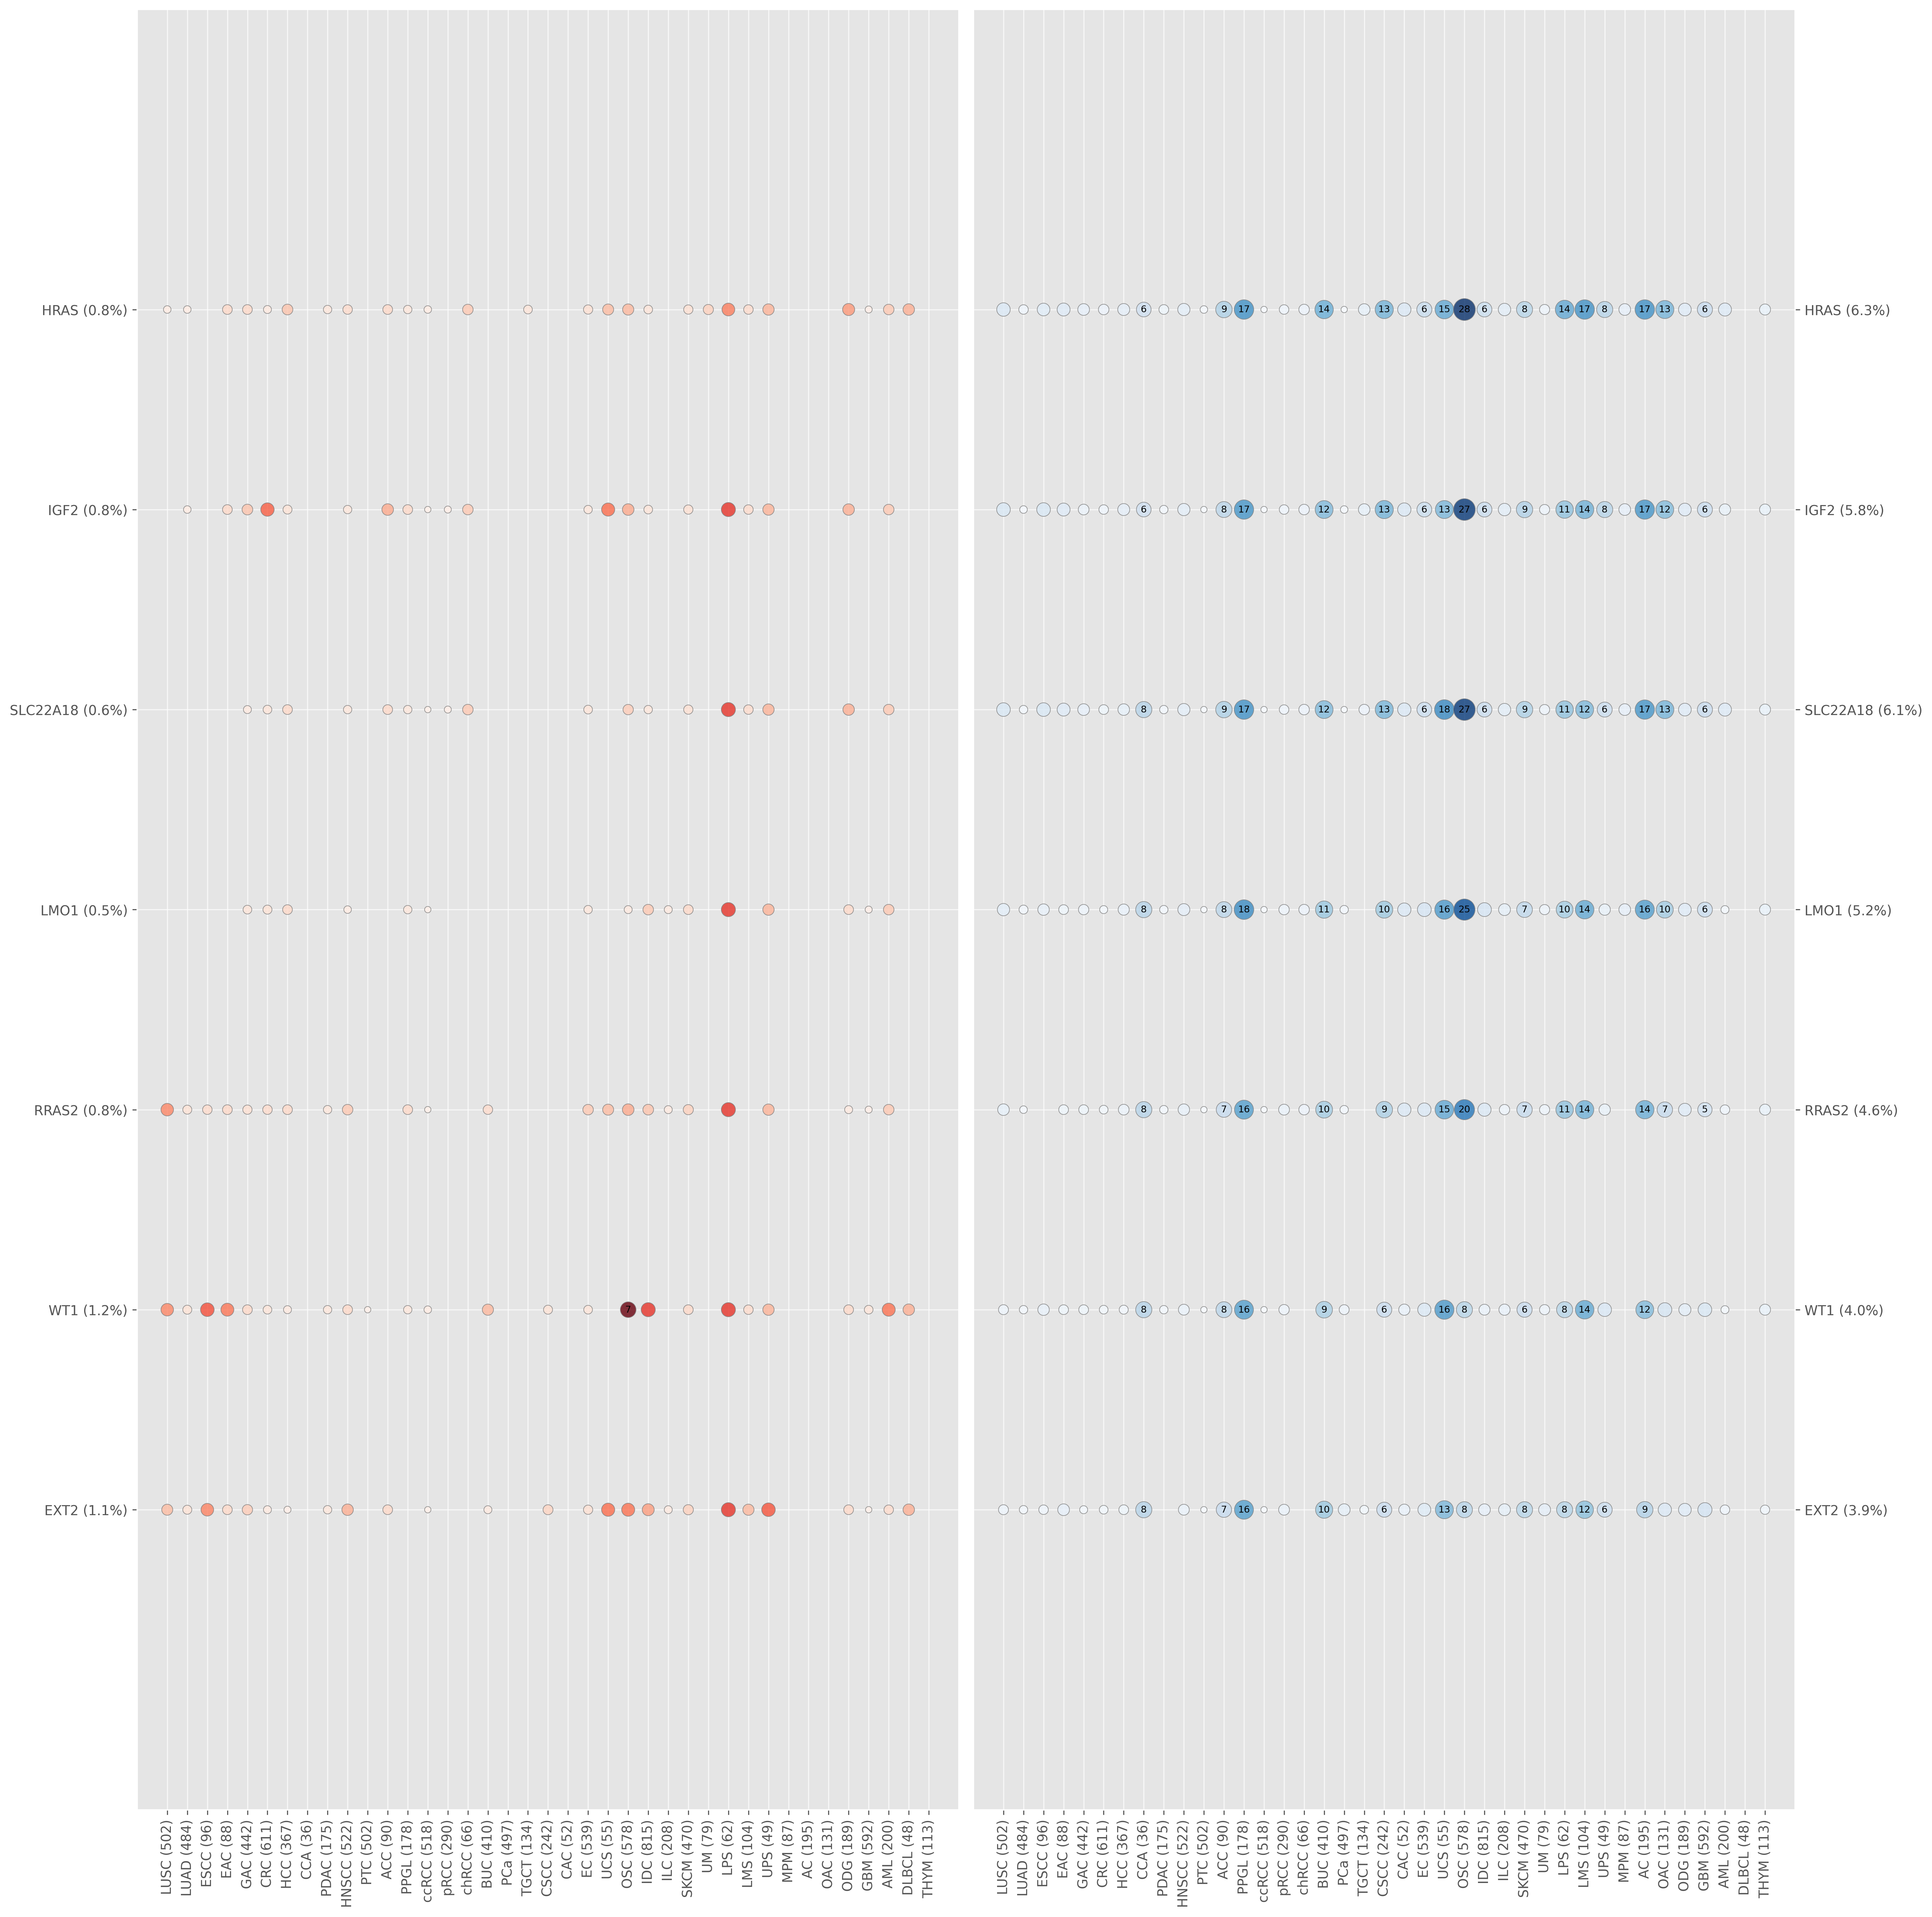 HRAS (0.8%)
6 9 17 14 13 6 15 28 6 8 14 17 8 17 13 6
HRAS (6.3%)
IGF2 (0.8%)
6 8 17 12 13 6 13 27 6 9 11 14 8 17 12 6
IGF2 (5.8%)
SLC22A18 (0.6%)
8 9 17 12 13 6 18 27 6 9 11 12 6 17 13 6
SLC22A18 (6.1%)
LMO1 (0.5%)
8 8 18 11 10 16 25 7 10 14 16 10 6
LMO1 (5.2%)
RRAS2 (0.8%)
8 7 16 10 9 15 20 7 11 14 14 7 5
RRAS2 (4.6%)
WT1 (1.2%)
7
8 8 16 9 6 16 8 6 8 14 12
WT1 (4.0%)
EXT2 (1.1%)
8 7 16 10 6 13 8 8 8 12 6 9
EXT2 (3.9%)
LUSC (502)
LUAD (484)
ESCC (96)
EAC (88)
GAC (442)
CRC (611)
HCC (367)
CCA (36)
PDAC (175)
HNSCC (522)
PTC (502)
ACC (90)
PPGL (178)
ccRCC (518)
pRCC (290)
chRCC (66)
BUC (410)
PCa (497)
TGCT (134)
CSCC (242)
CAC (52)
EC (539)
UCS (55)
OSC (578)
IDC (815)
ILC (208)
SKCM (470)
UM (79)
LPS (62)
LMS (104)
UPS (49)
MPM (87)
AC (195)
OAC (131)
ODG (189)
GBM (592)
AML (200)
DLBCL (48)
THYM (113)
LUSC (502)
LUAD (484)
ESCC (96)
EAC (88)
GAC (442)
CRC (611)
HCC (367)
CCA (36)
PDAC (175)
HNSCC (522)
PTC (502)
ACC (90)
PPGL (178)
ccRCC (518)
pRCC (290)
chRCC (66)
BUC (410)
PCa (497)
TGCT (134)
CSCC (242)
CAC (52)
EC (539)
UCS (55)
OSC (578)
IDC (815)
ILC (208)
SKCM (470)
UM (79)
LPS (62)
LMS (104)
UPS (49)
MPM (87)
AC (195)
OAC (131)
ODG (189)
GBM (592)
AML (200)
DLBCL (48)
THYM (113)